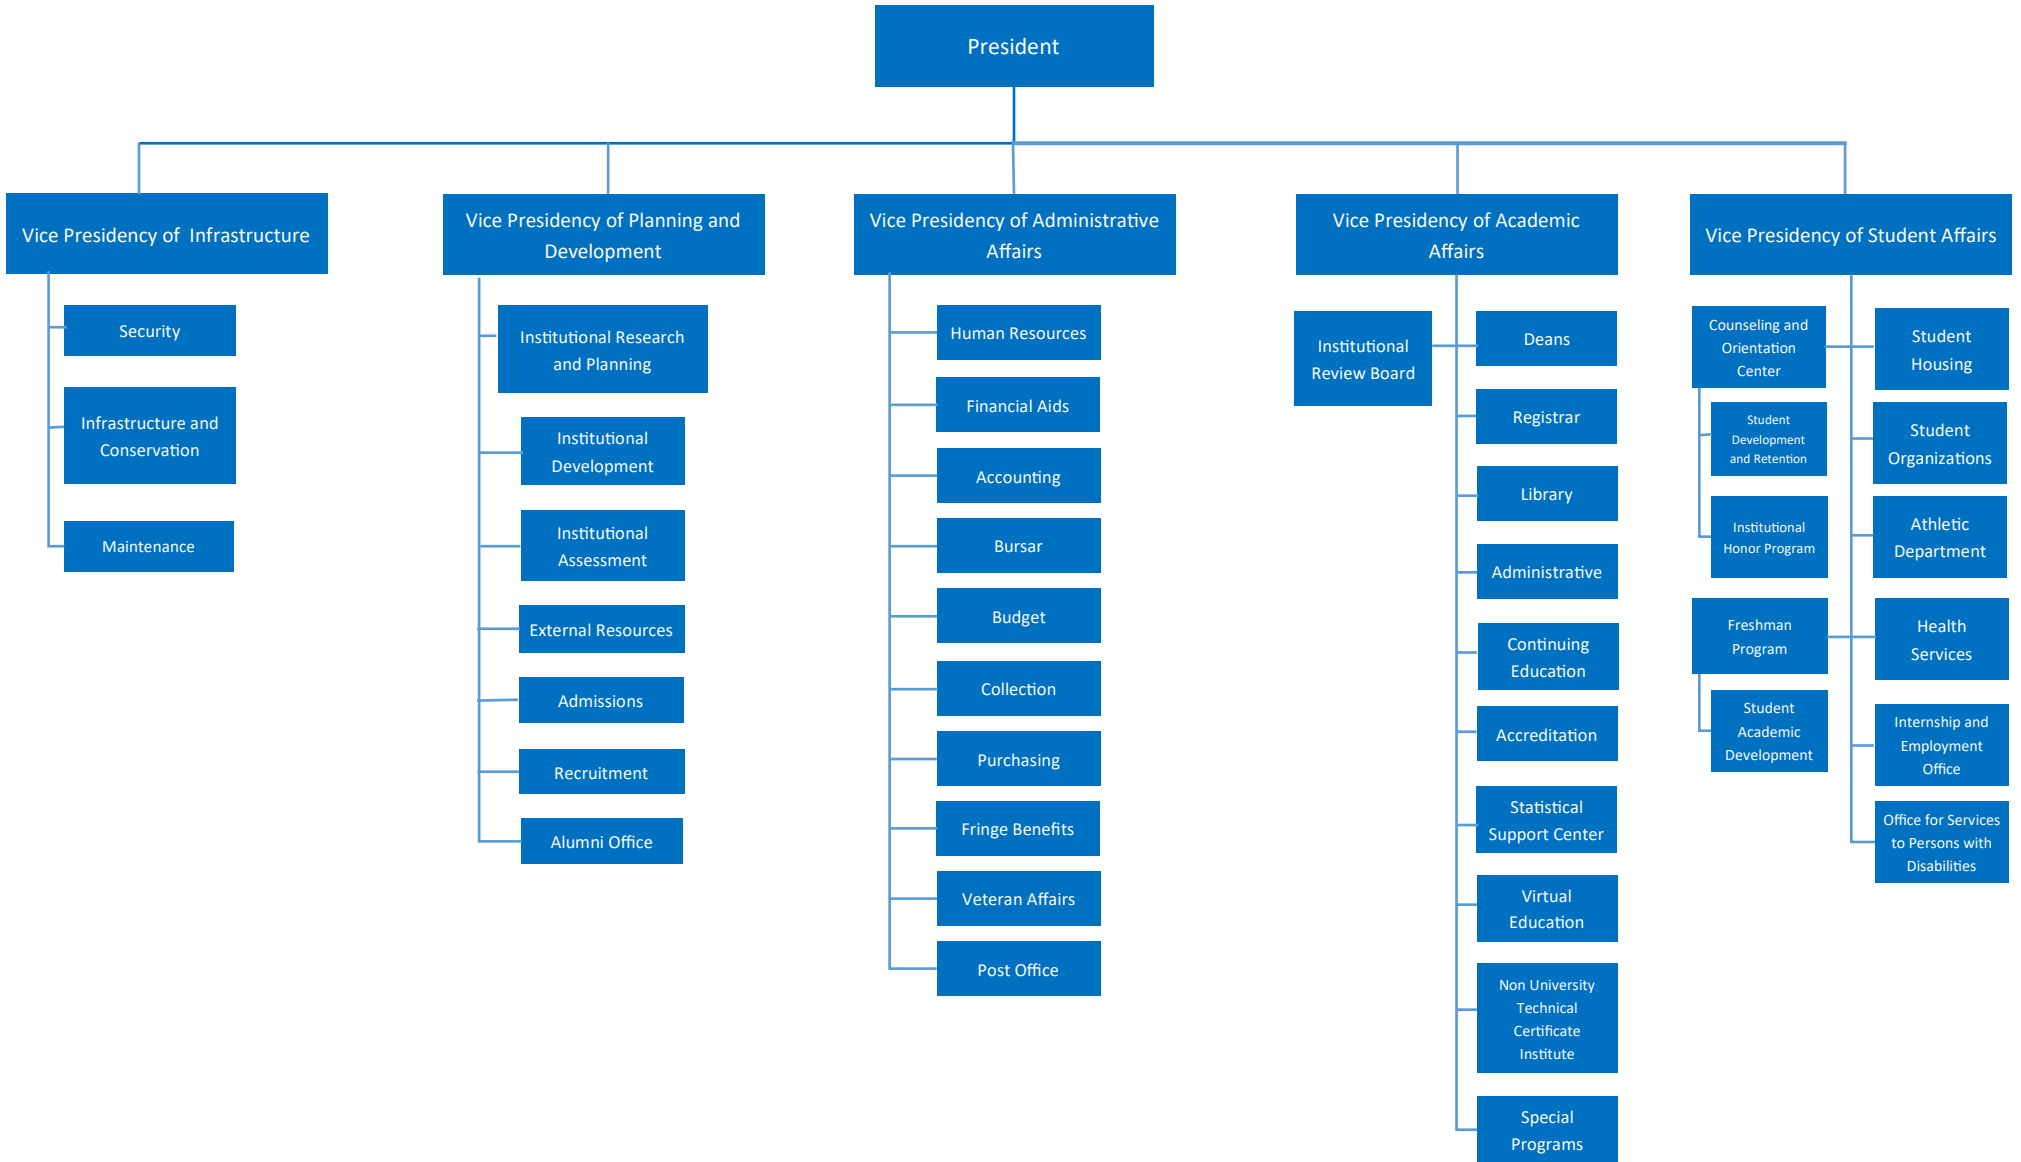 President
Vice Presidency of Infrastructure
Security
Infrastructure and
Conservation
Maintenance
Vice Presidency of Planning and
Development
Institutional Research
and Planning
Institutional
Development
Institutional
Assessment
External Resources
Admissions
Recruitment
Alumni Office
Vice Presidency of Administrative
Affairs
Human Resources
Financial Aids
Accounting
Bursar
Budget
Collection
Purchasing
Fringe Benefits
Veteran Affairs
Post Office
Vice Presidency of Academic
Affairs
Institutional
Review Board
Deans
Registrar
Library
Administrative
Continuing
Education
Accreditation
Statistical
Support Center
Virtual
Education
Non University
Technical
Certificate
Institute
Special
Programs
Vice Presidency of Student Affairs
Counseling and
Orientation
Center
Student
Development
and Retention
Institutional
Honor Program
Freshman
Program
Student
Academic
Development
Student
Housing
Student
Organizations
Athletic
Department
Health
Services
Internship and
Employment
Office
Office for Services
to Persons with
Disabilities